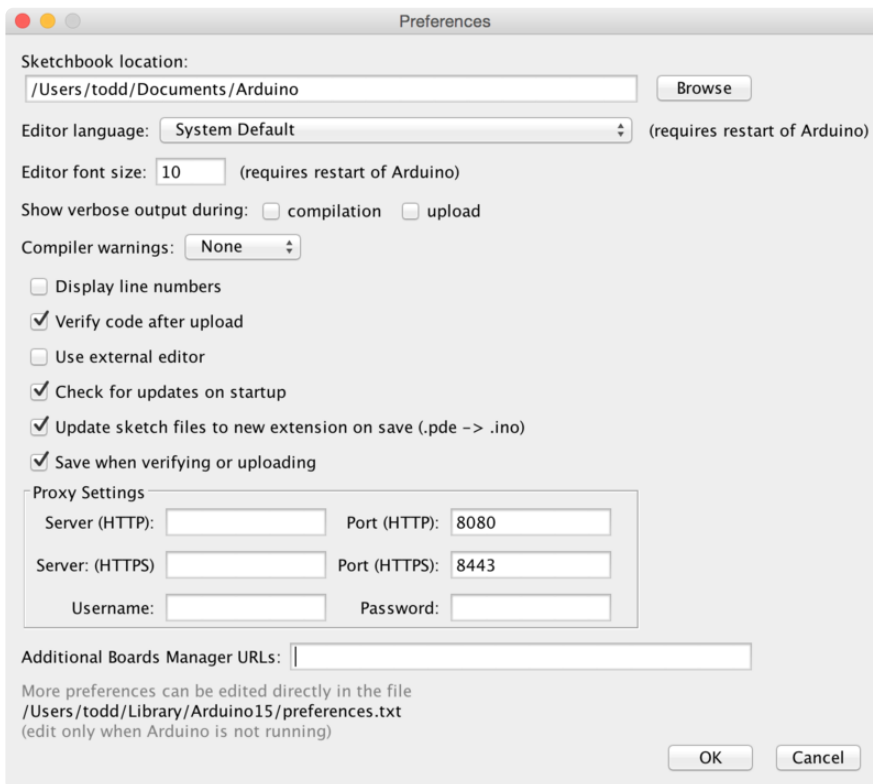 Preferences
Sketchbook location:
/Users/todd/Documents/Arduino Browse
Editor language: System Default (requires restart of Arduino)
Editor font size: 10 (requires restart of Arduino)
Show verbose output during: compilation upload
Compiler warnings: None
Display line numbers
Verify code after upload
Use external editor
Check for updates on startup
Update sketch files to new extension on save (.pde -> .ino)
Save when verifying or uploading
Proxy Settings
Server (HTTP): Port (HTTP): 8080
Server: (HTTPS) Port (HTTPS): 8443
Username: Password:
Additional Boards Manager URLs:
More preferences can be edited directly in the file
/Users/todd/Library/Arduino15/preferences.txt
(edit only when Arduino is not running)
OK Cancel